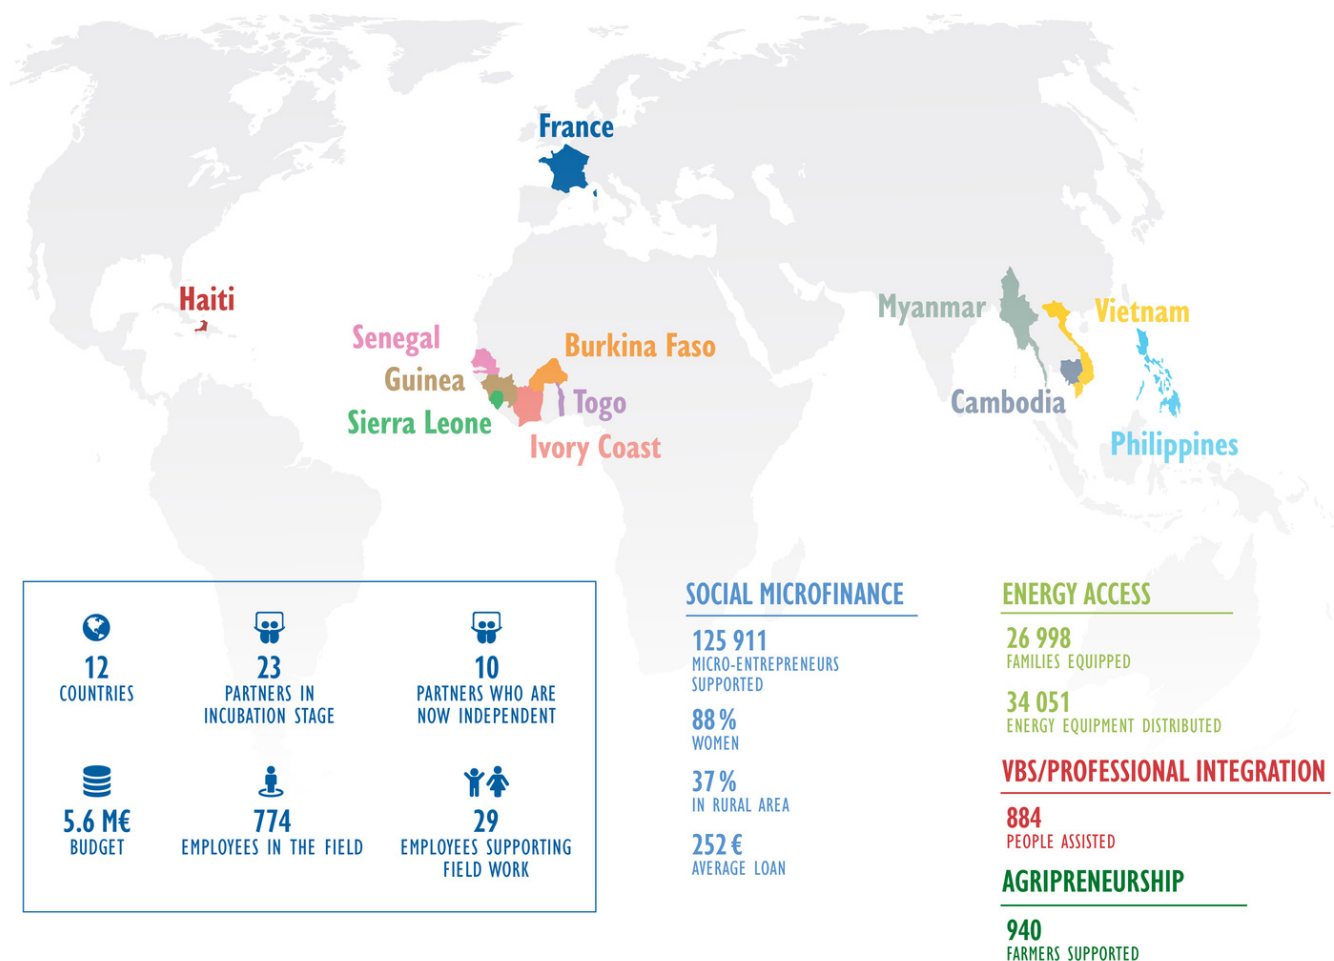 France
Haiti
Senegal
Guinea
Sierra Leone
Burkina Faso
Togo
Ivory Coast
Myanmar
Vietnam
Cambodia
Philippines
12
COUNTRIES
23
PARTNERS IN
INCUBATION STAGE
10
PARTNERS WHO ARE
NOW INDEPENDENT
5.6 M€
BUDGET
774
EMPLOYEES IN THE FIELD
29
EMPLOYEES SUPPORTING
FIELD WORK
SOCIAL MICROFINANCE
125 911
MICRO-ENTREPRENEURS
SUPPORTED
88 %
WOMEN
37 %
IN RURAL AREA
252 €
AVERAGE LOAN
ENERGY ACCESS
26 998
FAMILIES EQUIPPED
34 051
ENERGY EQUIPMENT DISTRIBUTED
VBS/PROFESSIONAL INTEGRATION
884
PEOPLE ASSISTED
AGRIPRENEURSHIP
940
FARMERS SUPPORTED